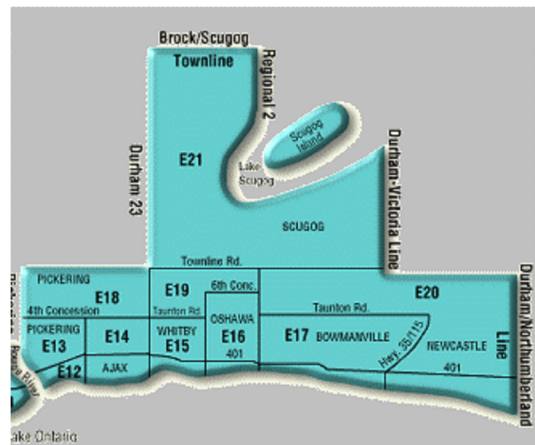 Brock/Scugog
Townline
Regional 2
Scugog
Island
Durham-Victoria Line
E21
Lake
Scugog
Durham 23
SCUGOG
Townline Rd.
PICKERING
E18
E19
6th Conc.
E20
Durham/Northumberland
Line
4th Concession
Taunton Rd.
Taunton Rd.
PICKERING
E13
E14
WHITBY
E15
OSHAWA
E16
E17
BOWMANVILLE
Hwy. 35/115
NEWCASTLE
401
401
E12
AJAX
River
ake Ontario